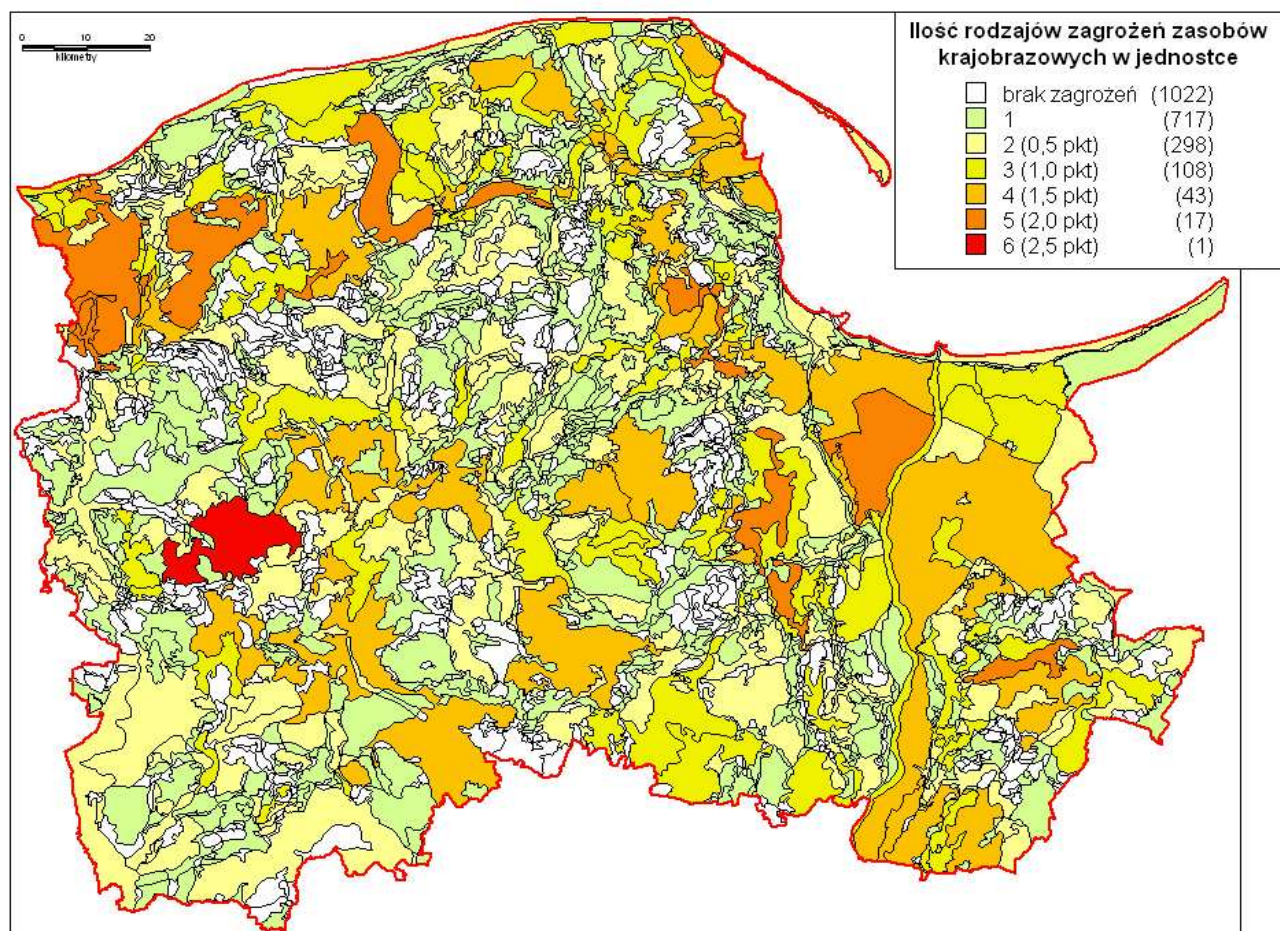 0 10 20
kilometry
Ilość rodzajów zagrożeń zasobów
krajobrazowych w jednostce
brak zagrożeń (1022)
1 (717)
2 (0,5 pkt) (298)
3 (1,0 pkt) (108)
4 (1,5 pkt) (43)
5 (2,0 pkt) (17)
6 (2,5 pkt) (1)